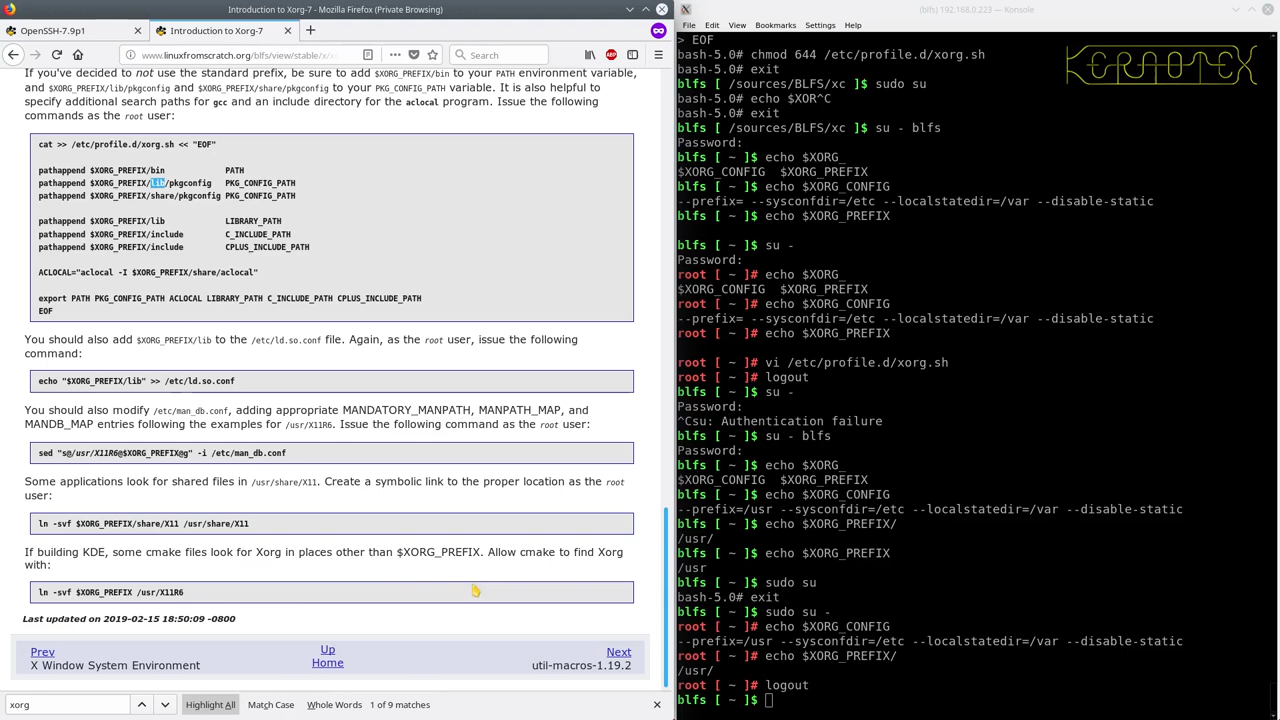 Introduction to Xorg-7 - Mozilla Firefox (Private Browsing)
OpenSSH-7.9p1
Introduction to Xorg-7
www.linuxfromscratch.org/blfs/view/stable/x/
Search
If you've decided to not use the standard prefix, be sure to add $XORG_PREFIX/bin to your PATH environment variable,
and $XORG_PREFIX/lib/pkgconfig and $XORG_PREFIX/share/pkgconfig to your PKG_CONFIG_PATH variable. It is also helpful to
specify additional search paths for gcc and an include directory for the aclocal program. Issue the following
commands as the root user:
cat >> /etc/profile.d/xorg.sh << "EOF"
pathappend $XORG_PREFIX/bin PATH
pathappend $XORG_PREFIX/lib/pkgconfig PKG_CONFIG_PATH
pathappend $XORG_PREFIX/share/pkgconfig PKG_CONFIG_PATH
pathappend $XORG_PREFIX/lib LIBRARY_PATH
pathappend $XORG_PREFIX/include C_INCLUDE_PATH
pathappend $XORG_PREFIX/include CPLUS_INCLUDE_PATH
ACLOCAL="aclocal -I $XORG_PREFIX/share/aclocal"
export PATH PKG_CONFIG_PATH ACLOCAL LIBRARY_PATH C_INCLUDE_PATH CPLUS_INCLUDE_PATH
EOF
You should also add $XORG_PREFIX/lib to the /etc/ld.so.conf file. Again, as the root user, issue the following
command:
echo "$XORG_PREFIX/lib" >> /etc/ld.so.conf
You should also modify /etc/man_db.conf, adding appropriate MANDATORY_MANPATH, MANPATH_MAP, and
MANDB_MAP entries following the examples for /usr/X11R6. Issue the following command as the root user:
sed "s@/usr/X11R6@$XORG_PREFIX@g" -i /etc/man_db.conf
Some applications look for shared files in /usr/share/X11. Create a symbolic link to the proper location as the root
user:
ln -svf $XORG_PREFIX/share/X11 /usr/share/X11
If building KDE, some cmake files look for Xorg in places other than $XORG_PREFIX. Allow cmake to find Xorg
with:
ln -svf $XORG_PREFIX /usr/X11R6
Last updated on 2019-02-15 18:50:09 -0800
Prev Up Next
X Window System Environment Home util-macros-1.19.2
xorg
Highlight All Match Case Whole Words 1 of 9 matches
(blfs) 192.168.0.223 — Konsole
File Edit View Bookmarks Settings Help
> EOF
bash-5.0# chmod 644 /etc/profile.d/xorg.sh
bash-5.0# exit
blfs [ /sources/BLFS/xc ]$ sudo su
bash-5.0# echo $XOR^C
bash-5.0# exit
blfs [ /sources/BLFS/xc ]$ su - blfs
Password:
blfs [ ~ ]$ echo $XORG_
$XORG_CONFIG $XORG_PREFIX
blfs [ ~ ]$ echo $XORG_CONFIG
--prefix= --sysconfdir=/etc --localstatedir=/var --disable-static
blfs [ ~ ]$ echo $XORG_PREFIX
blfs [ ~ ]$ su -
Password:
root [ ~ ]# echo $XORG_
$XORG_CONFIG $XORG_PREFIX
root [ ~ ]# echo $XORG_CONFIG
--prefix= --sysconfdir=/etc --localstatedir=/var --disable-static
root [ ~ ]# echo $XORG_PREFIX
root [ ~ ]# vi /etc/profile.d/xorg.sh
root [ ~ ]# logout
blfs [ ~ ]$ su -
Password:
^Csu: Authentication failure
blfs [ ~ ]$ su - blfs
Password:
blfs [ ~ ]$ echo $XORG_
$XORG_CONFIG $XORG_PREFIX
blfs [ ~ ]$ echo $XORG_CONFIG
--prefix=/usr --sysconfdir=/etc --localstatedir=/var --disable-static
blfs [ ~ ]$ echo $XORG_PREFIX/
/usr/
blfs [ ~ ]$ echo $XORG_PREFIX
/usr
blfs [ ~ ]$ sudo su
bash-5.0# exit
blfs [ ~ ]$ sudo su -
root [ ~ ]# echo $XORG_CONFIG
--prefix=/usr --sysconfdir=/etc --localstatedir=/var --disable-static
root [ ~ ]# echo $XORG_PREFIX/
/usr/
root [ ~ ]# logout
blfs [ ~ ]$